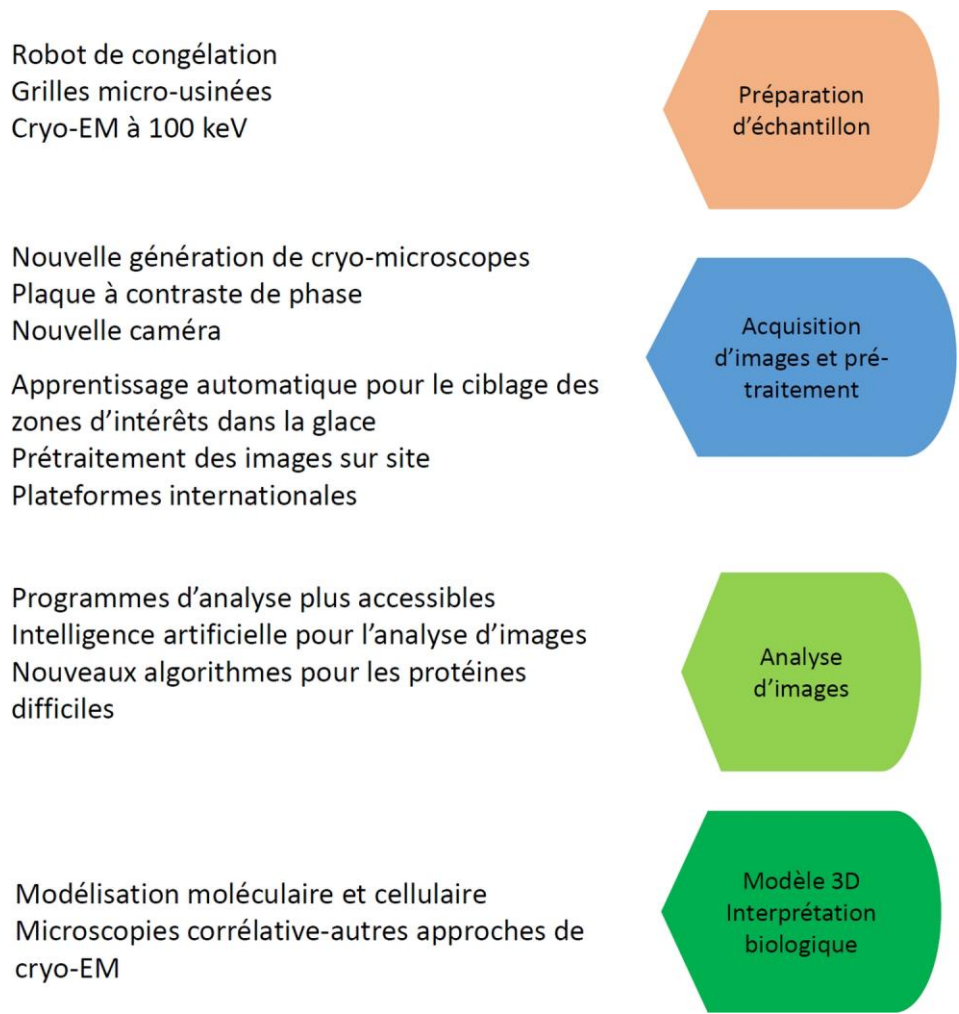 Robot de congélation
Grilles micro-usinées
Cryo-EM à 100 keV
Préparation
d’échantillon
Nouvelle génération de cryo-microscopes
Plaque à contraste de phase
Nouvelle caméra
Apprentissage automatique pour le ciblage des
zones d’intérêts dans la glace
Prétraitement des images sur site
Plateformes internationales
Acquisition
d’images et pré-
traitement
Programmes d’analyse plus accessibles
Intelligence artificielle pour l’analyse d’images
Nouveaux algorithmes pour les protéines
difficiles
Analyse
d’images
Modélisation moléculaire et cellulaire
Microscopies corrélative-autres approches de
cryo-EM
Modèle 3D
Interprétation
biologique